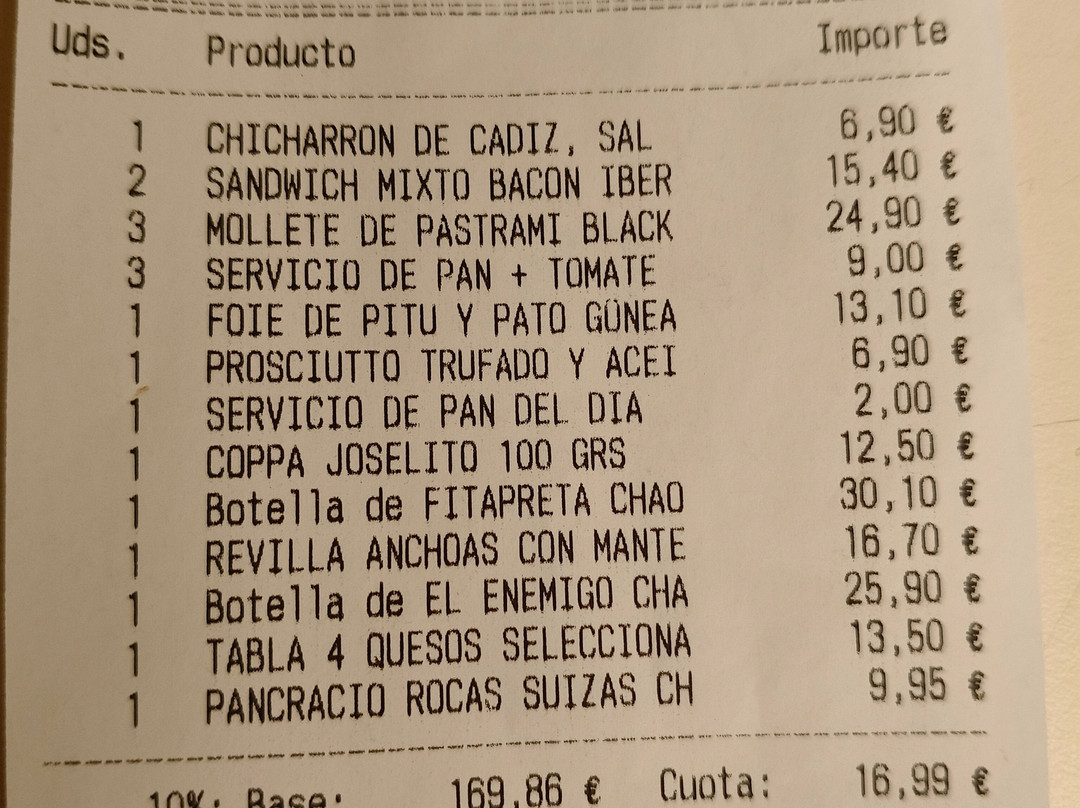 Uds. Producto Importe
1 CHICHARRON DE CADIZ, SAL 6,90 €
2 SANDWICH MIXTO BACON IBER 15,40 €
3 MOLLETE DE PASTRAMI BLACK 24,90 €
3 SERVICIO DE PAN + TOMATE 9,00 €
1 FOIE DE PITU Y PATO GÜNEA 13,10 €
1 PROSCIUTTO TRUFADO Y ACEI 6,90 €
1 SERVICIO DE PAN DEL DIA 2,00 €
1 COPPA JOSELITO 100 GRS 12,50 €
1 Botella de FITAPRETA CHAO 30,10 €
1 REVILLA ANCHOAS CON MANTE 16,70 €
1 Botella de EL ENEMIGO CHA 25,90 €
1 TABLA 4 QUESOS SELECCIONA 13,50 €
1 PANCRACIO ROCAS SUIZAS CH 9,95 €
10%: Base: 169,86 € Cuota: 16,99 €